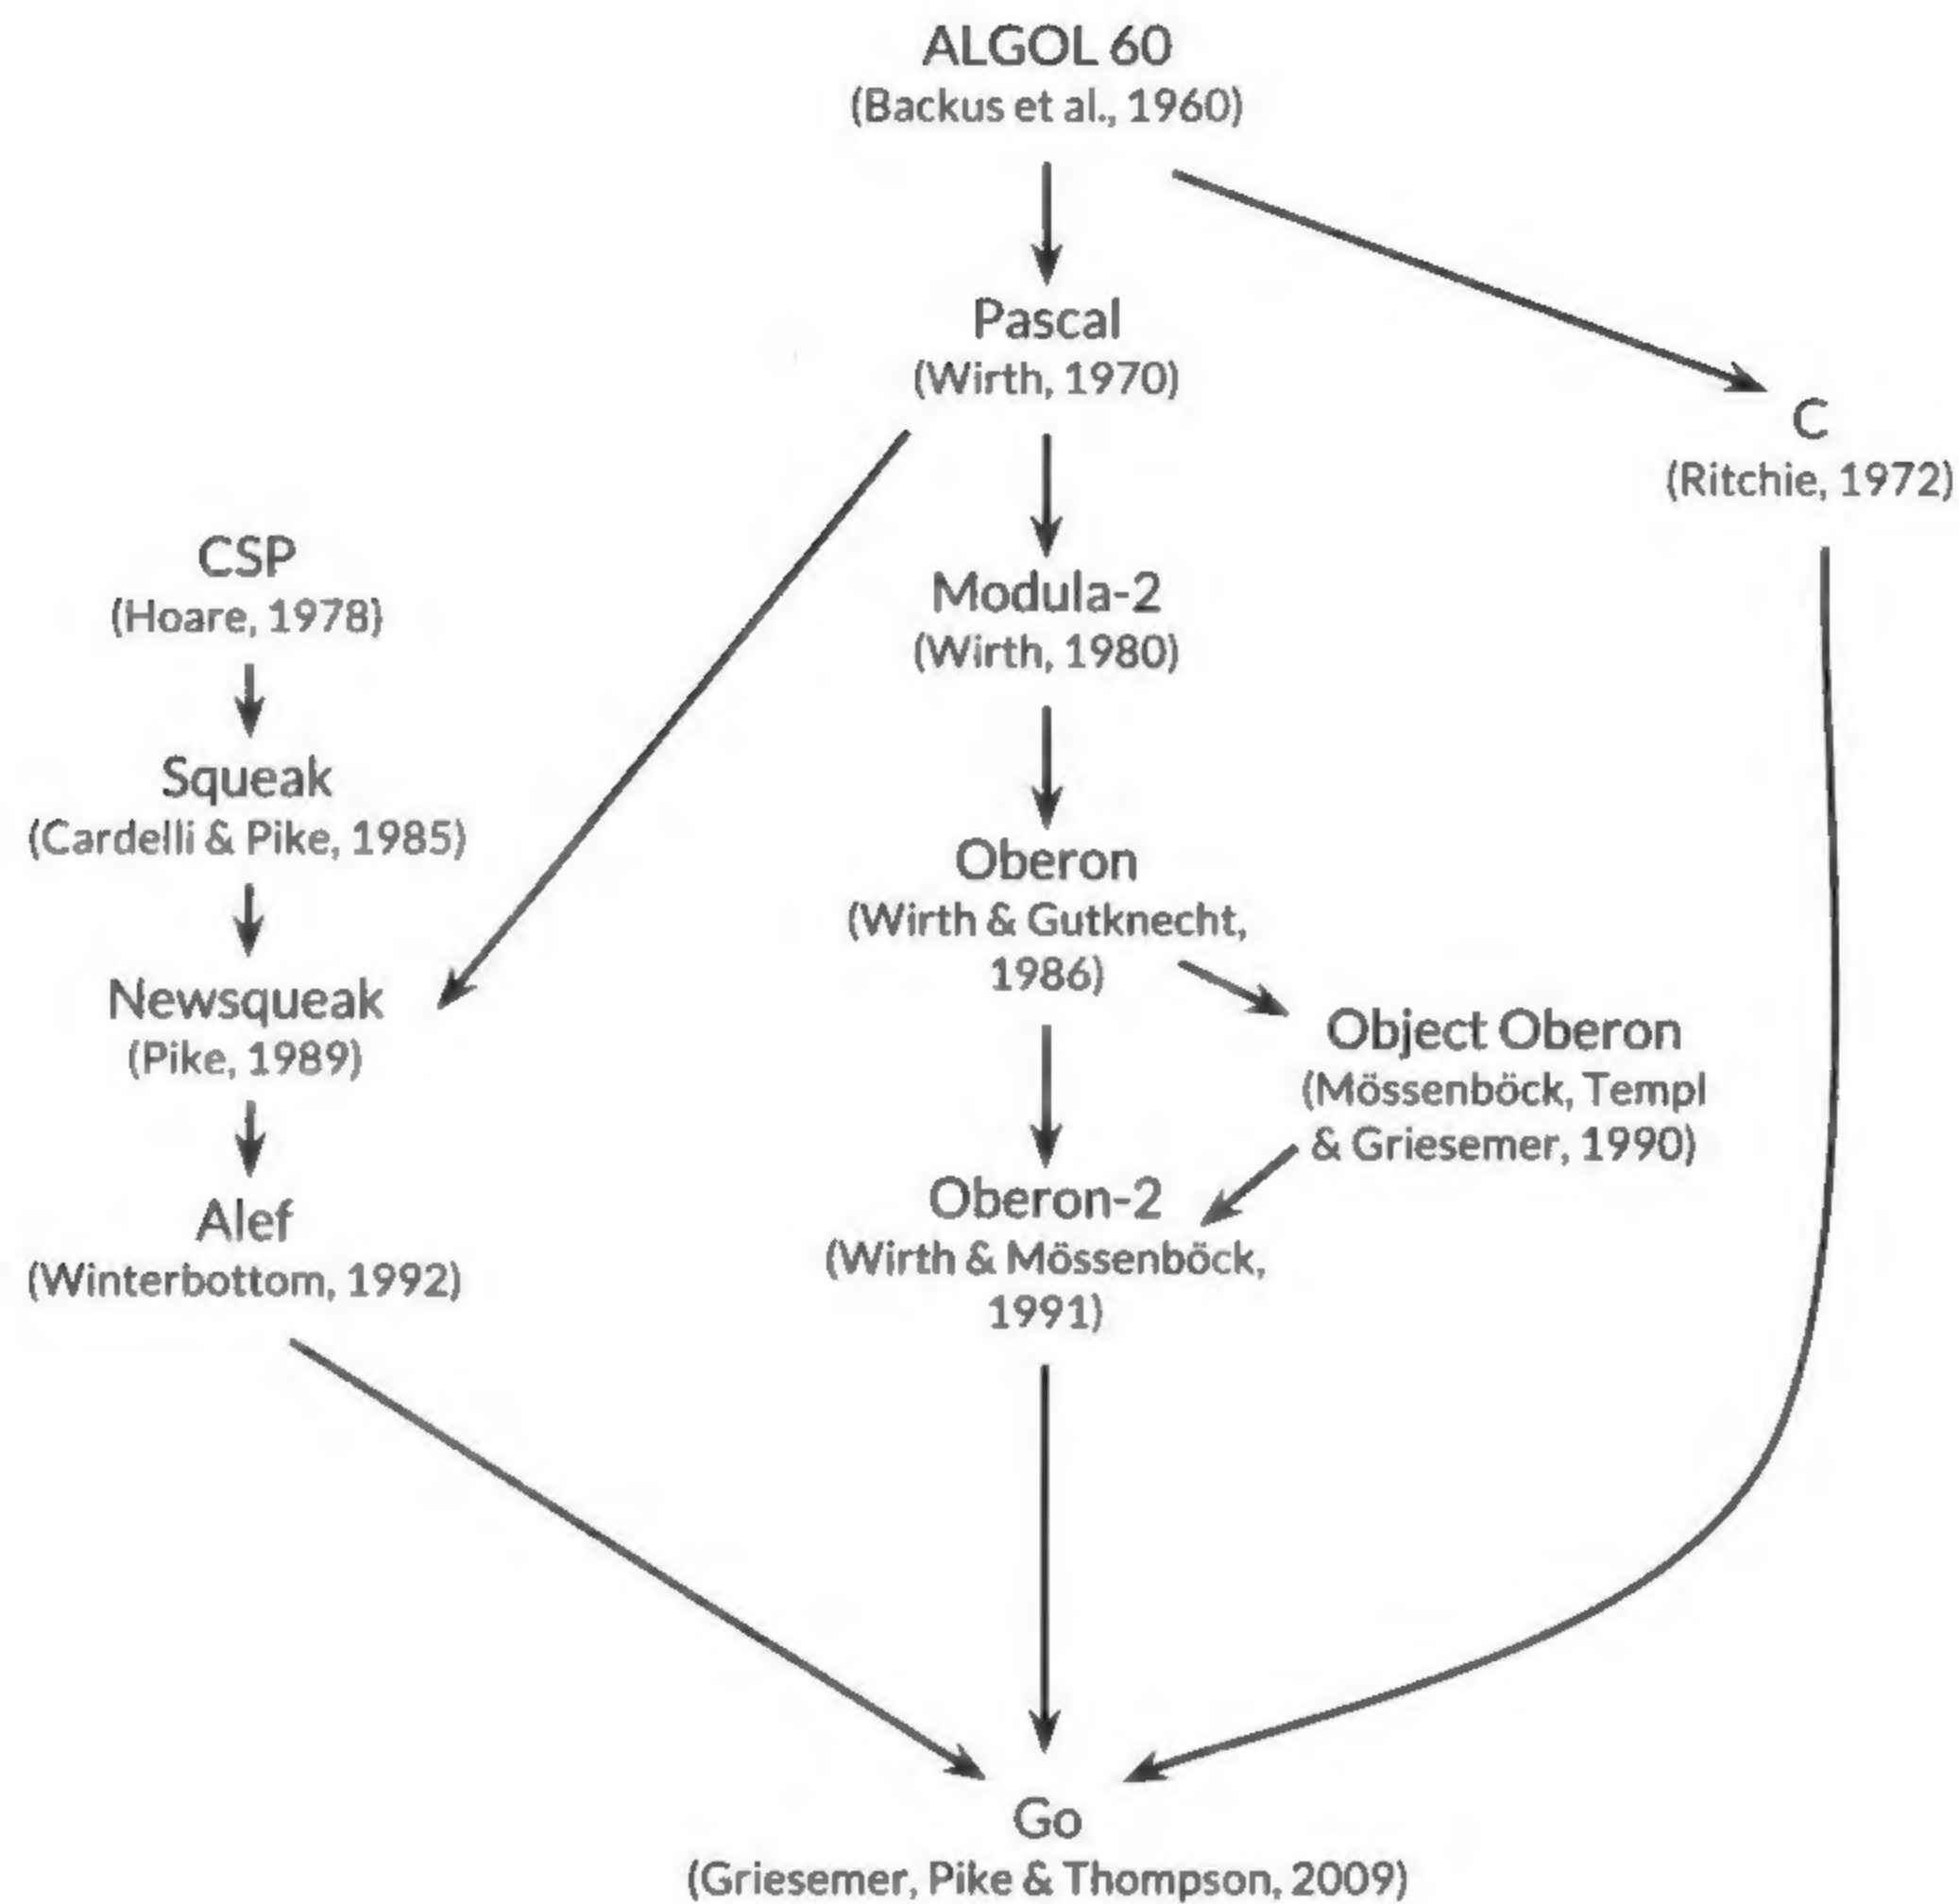 ALGOL 60
(Backus et al., 1960)
Pascal
(Wirth, 1970)
C
(Ritchie, 1972)
CSP
(Hoare, 1978)
Modula-2
(Wirth, 1980)
Squeak
(Cardelli & Pike, 1985)
Oberon
(Wirth & Gutknecht,
1986)
Newsqueak
(Pike, 1989)
Object Oberon
(Mössenböck, Templ
& Griesemer, 1990)
Alef
(Winterbottom, 1992)
Oberon-2
(Wirth & Mössenböck,
1991)
Go
(Griesemer, Pike & Thompson, 2009)